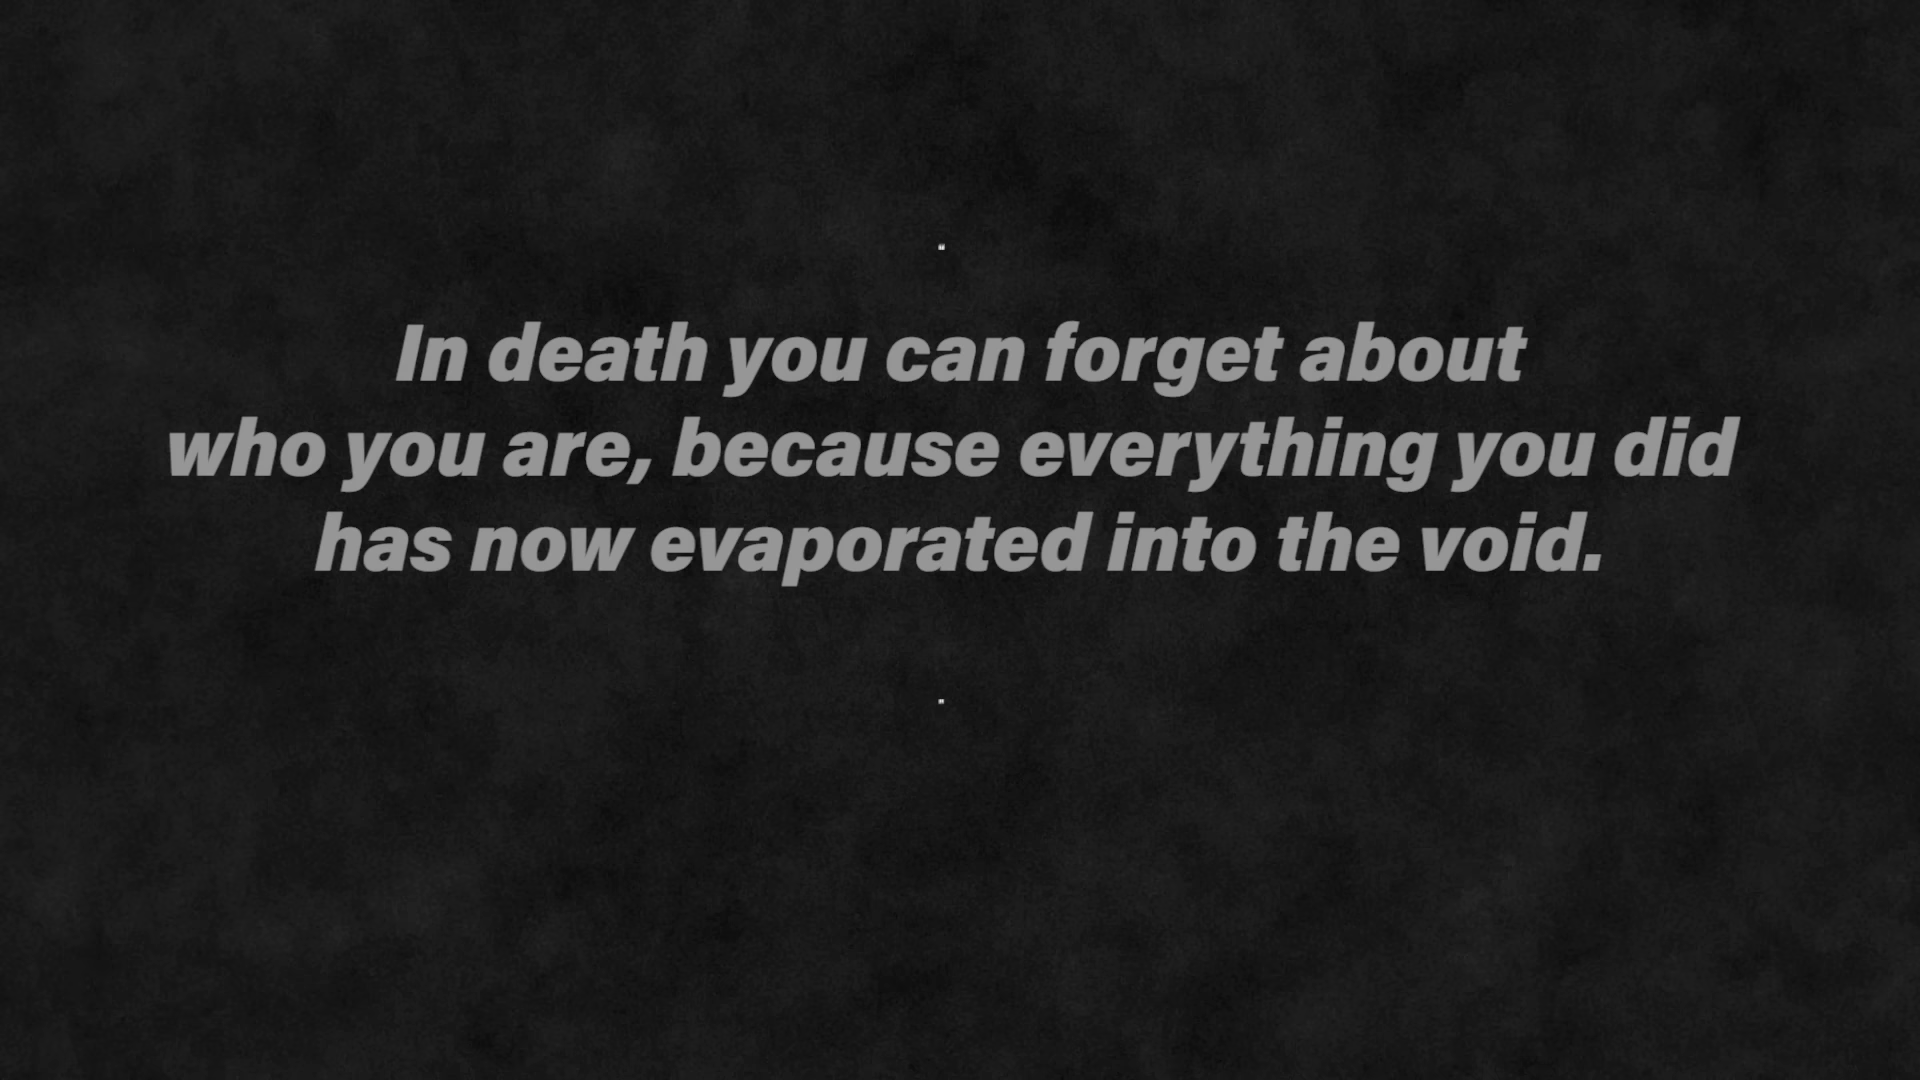 "
In death you can forget about
who you are, because everything you did
has now evaporated into the void.
"